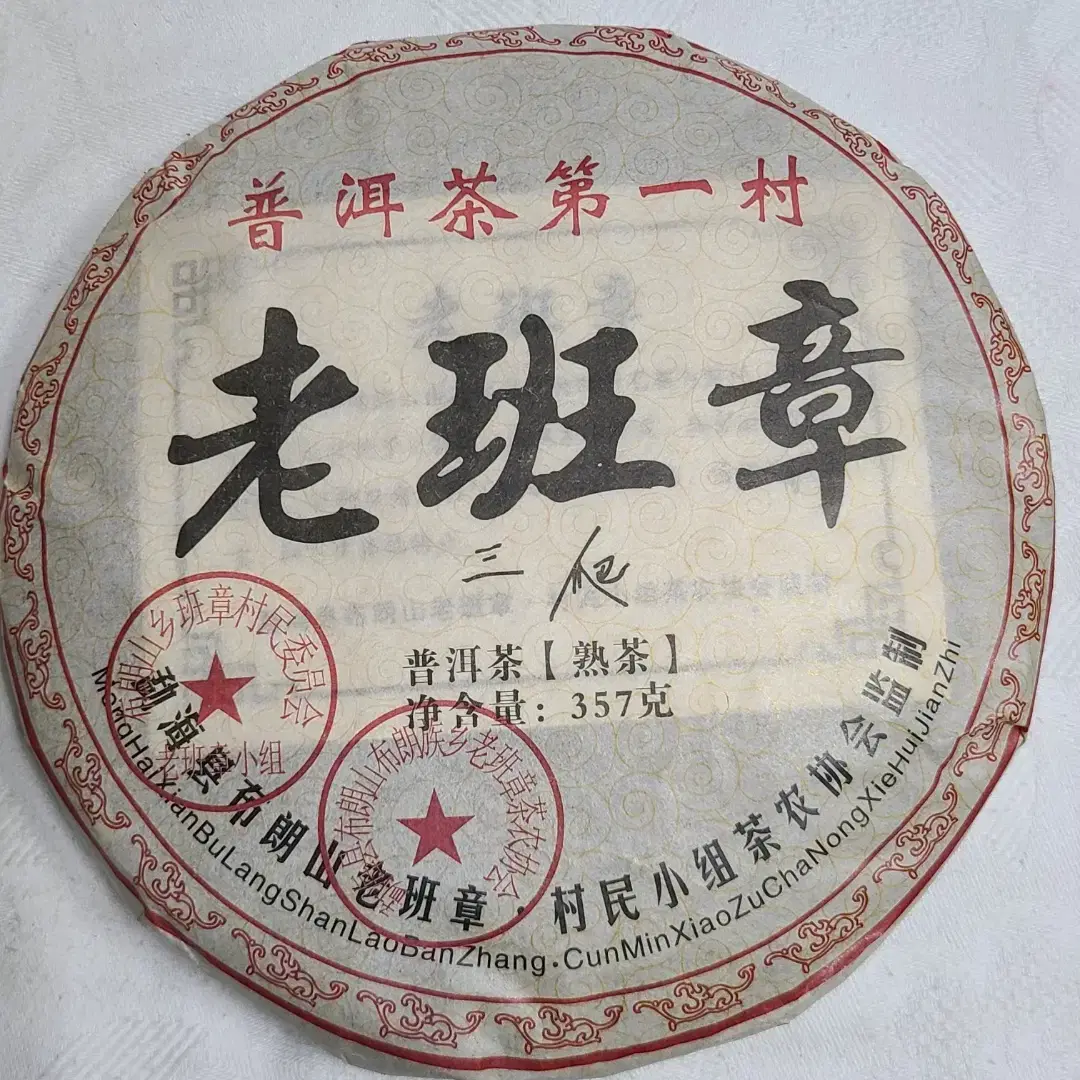 普洱茶第一村
老班章
三爬
普洱茶【熟茶】
净含量:357克
布朗山乡班章村民委员会
老班章小组
布朗山布朗族乡老班章茶农协会
勐海县布朗山老班章·村民小组茶农协会监制
MengHaiXianBuLangShanLaoBanZhang·CunMinXiaoZuChaNongXieHuiJianZhi